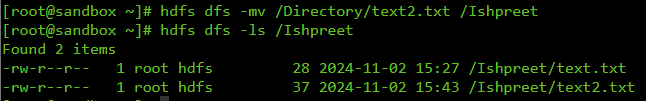 [root@sandbox ~]# hdfs dfs -mv /Directory/text2.txt /Ishpreet
[root@sandbox ~]# hdfs dfs -ls /Ishpreet
Found 2 items
-rw-r--r--   1 root hdfs         28 2024-11-02 15:27 /Ishpreet/text.txt
-rw-r--r--   1 root hdfs         37 2024-11-02 15:43 /Ishpreet/text2.txt